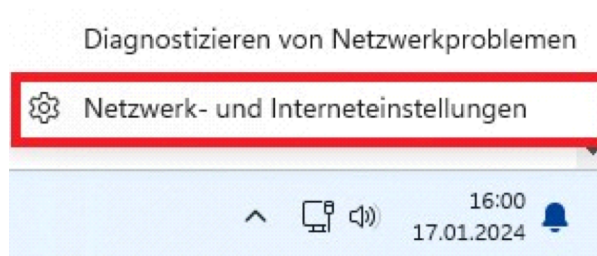 Diagnostizieren von Netzwerkproblemen
Netzwerk- und Interneteinstellungen
16:00
17.01.2024